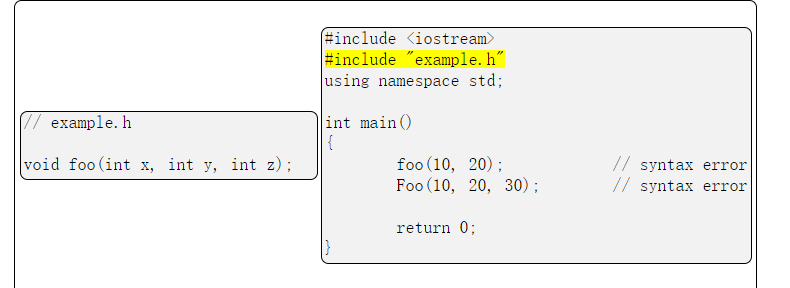 // example.h
void foo(int x, int y, int z);
#include <iostream>
#include "example.h"
using namespace std;
int main()
{
foo(10, 20); // syntax error
Foo(10, 20, 30); // syntax error
return 0;
}